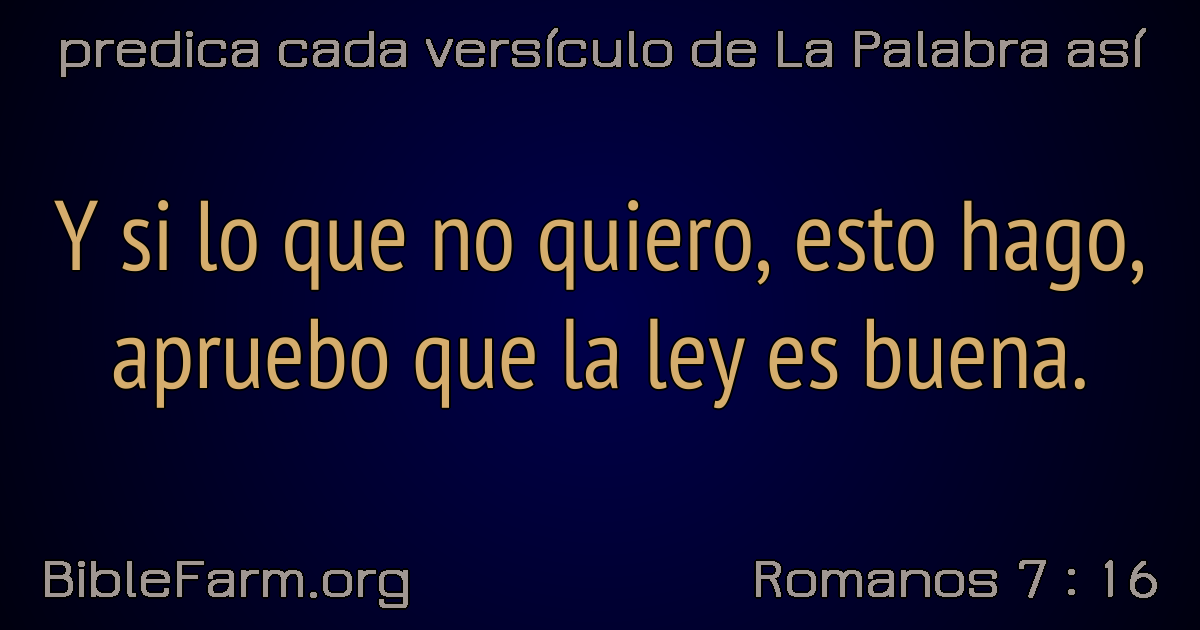 predica cada versículo de La Palabra así
Y si lo que no quiero, esto hago,
apruebo que la ley es buena.
BibleFarm.org
Romanos 7 : 16